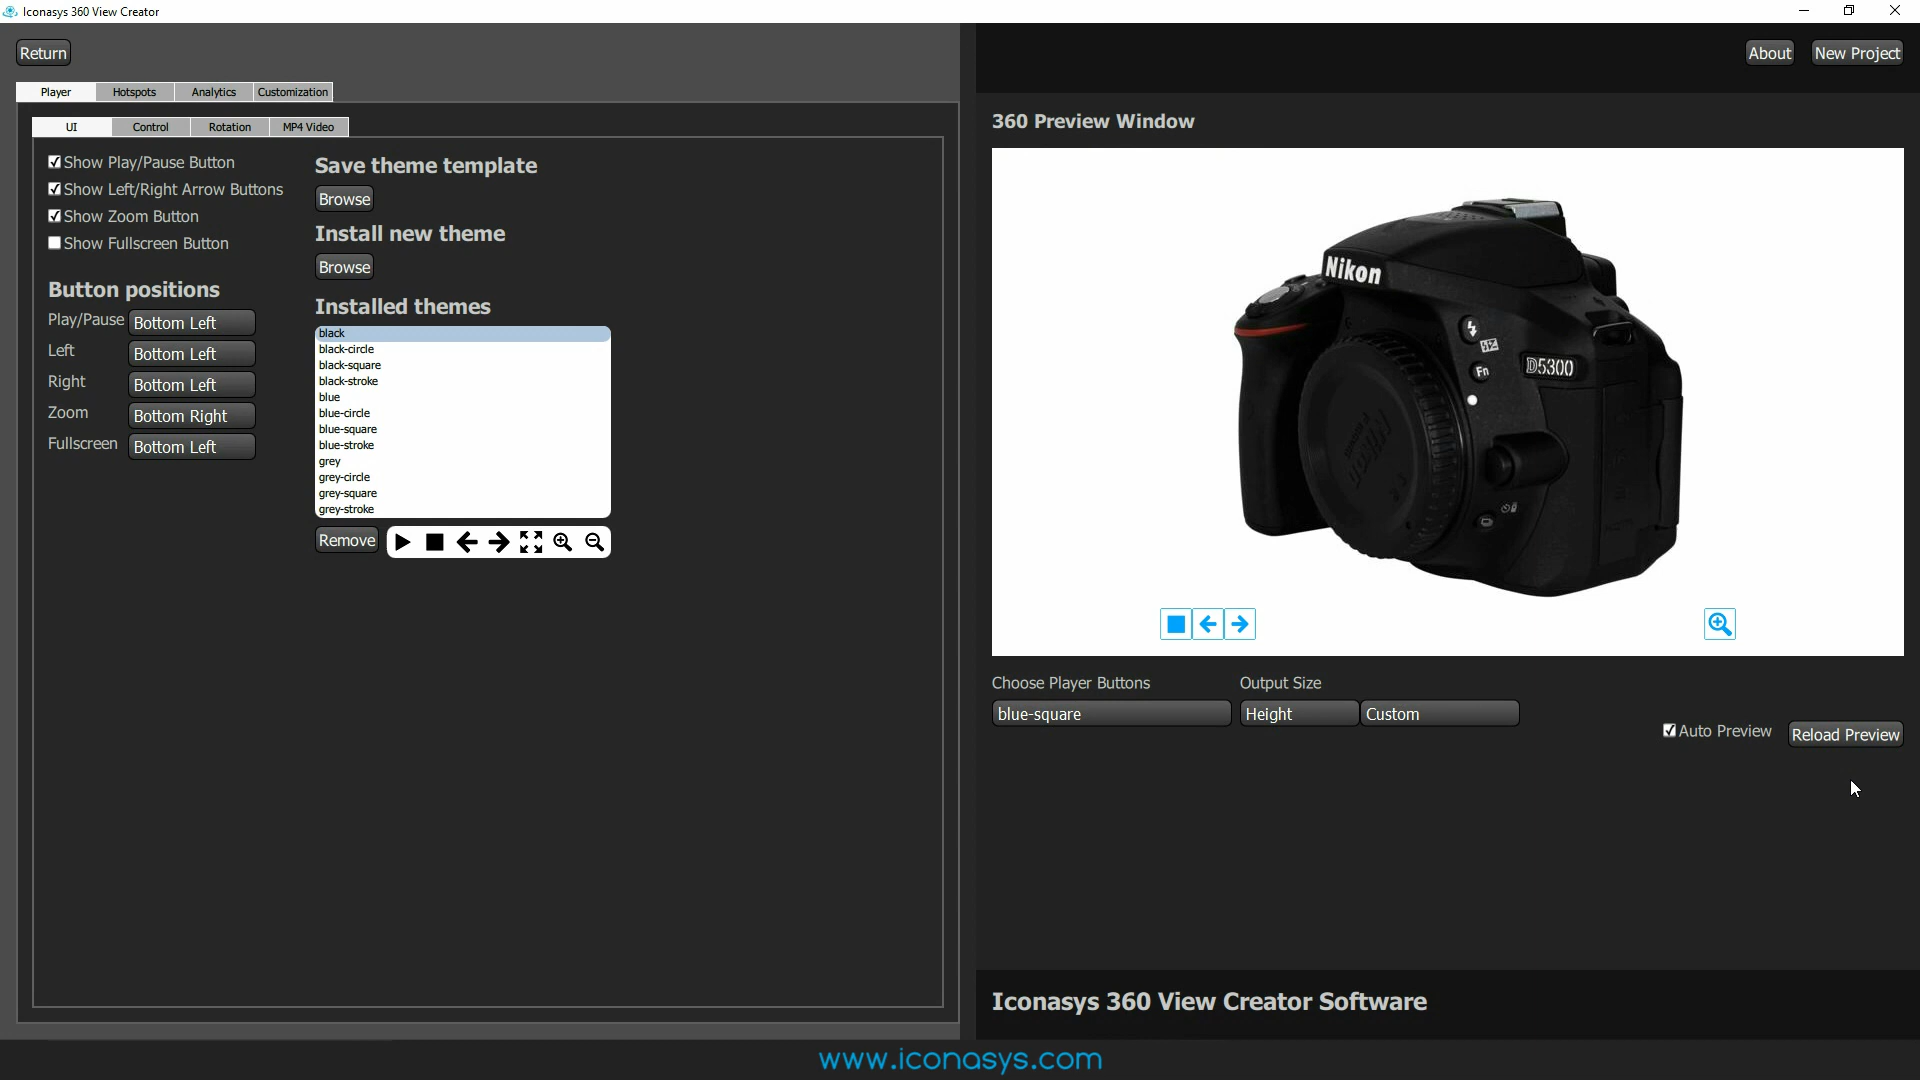 Iconasys 360 View Creator
Return
About
New Project
Player
Hotspots
Analytics
Customization
UI
Control
Rotation
MP4 Video
Show Play/Pause Button
Show Left/Right Arrow Buttons
Show Zoom Button
Show Fullscreen Button
Button positions
Play/Pause
Bottom Left
Left
Bottom Left
Right
Bottom Left
Zoom
Bottom Right
Fullscreen
Bottom Left
Save theme template
Browse
Install new theme
Browse
Installed themes
black
black-circle
black-square
black-stroke
blue
blue-circle
blue-square
blue-stroke
grey
grey-circle
grey-square
grey-stroke
Remove
360 Preview Window
Nikon
D5300
Fn
Nikon
Choose Player Buttons
blue-square
Output Size
Height
Custom
Auto Preview
Reload Preview
Iconasys 360 View Creator Software
www.iconasys.com